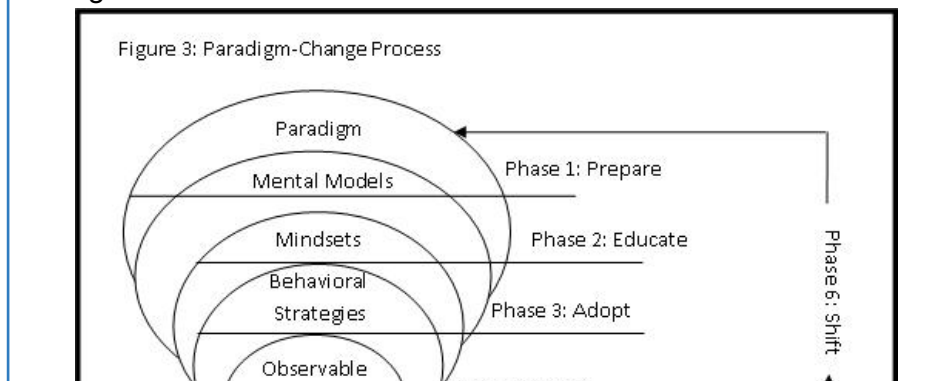 Figure 3: Paradigm-Change Process
Paradigm
Phase 1: Prepare
Mental Models
Mindsets
Phase 2: Educate
Behavioral
Strategies
Phase 3: Adopt
Phase 6: Shift
Observable